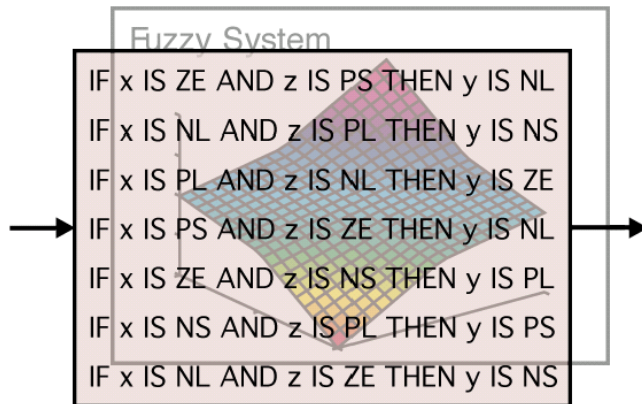 Fuzzy System
IF x IS ZE AND z IS PS THEN y IS NL
IF x IS NL AND z IS PL THEN y IS NS
IF x IS PL AND z IS NL THEN y IS ZE
IF x IS PS AND z IS ZE THEN y IS NL
IF x IS ZE AND z IS NS THEN y IS PL
IF x IS NS AND z IS PL THEN y IS PS
IF x IS NL AND z IS ZE THEN y IS NS